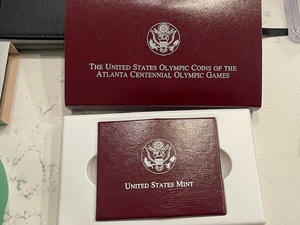 The United States Olympic Coins of the
Atlanta Centennial Olympic Games
United States Mint